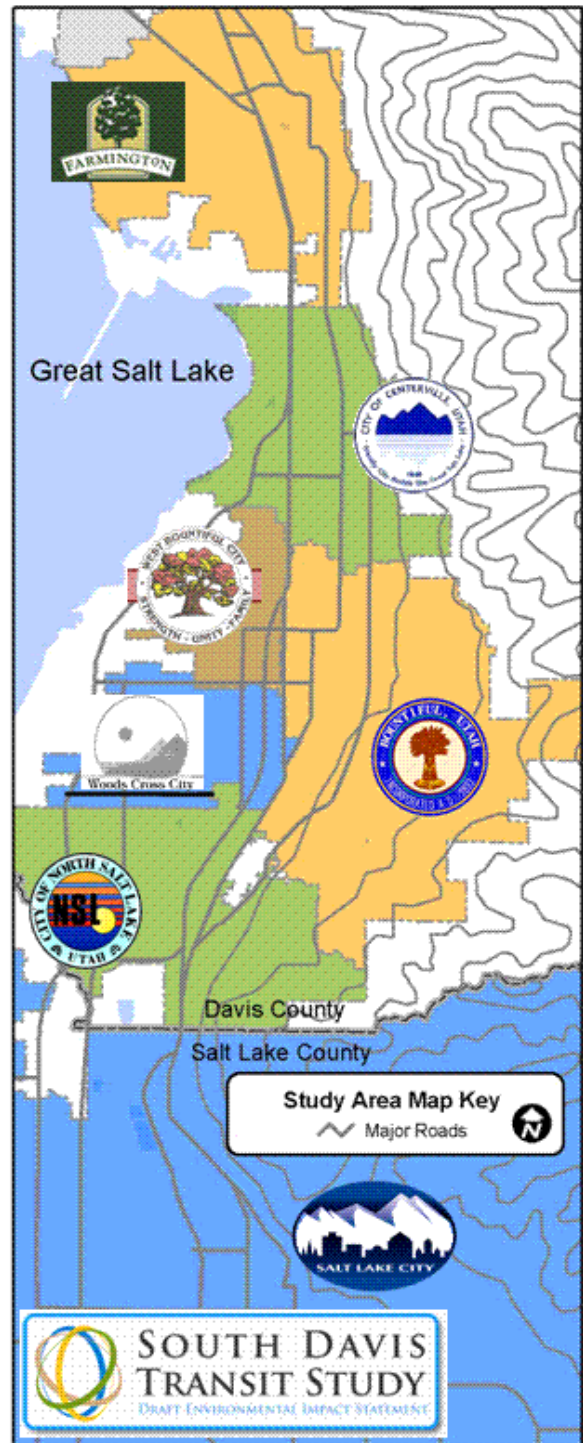 FARMINGTON
Great Salt Lake
CITY OF CENTERVILLE, UTAH
WEST BOUNTIFUL CITY
STRENGTH - UNITY - FAMILY
BOUNTIFUL, UTAH
INCORPORATED A.D.
Woods Cross City
CITY OF NORTH SALT LAKE
NSL
UTAH
Davis County
Salt Lake County
Study Area Map Key
Major Roads
N
SALT LAKE CITY
SOUTH DAVIS
TRANSIT STUDY
DRAFT ENVIRONMENTAL IMPACT STATEMENT